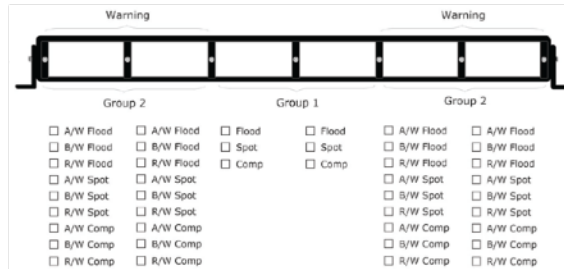 Warning Warning
Group 2 Group 1 Group 2
☐ A/W Flood ☐ A/W Flood ☐ Flood ☐ Flood ☐ A/W Flood ☐ A/W Flood
☐ B/W Flood ☐ B/W Flood ☐ Spot ☐ Spot ☐ B/W Flood ☐ B/W Flood
☐ R/W Flood ☐ R/W Flood ☐ Comp ☐ Comp ☐ R/W Flood ☐ R/W Flood
☐ A/W Spot ☐ A/W Spot ☐ A/W Spot ☐ A/W Spot
☐ B/W Spot ☐ B/W Spot ☐ B/W Spot ☐ B/W Spot
☐ R/W Spot ☐ R/W Spot ☐ R/W Spot ☐ R/W Spot
☐ A/W Comp ☐ A/W Comp ☐ A/W Comp ☐ A/W Comp
☐ B/W Comp ☐ B/W Comp ☐ B/W Comp ☐ B/W Comp
☐ R/W Comp ☐ R/W Comp ☐ R/W Comp ☐ R/W Comp